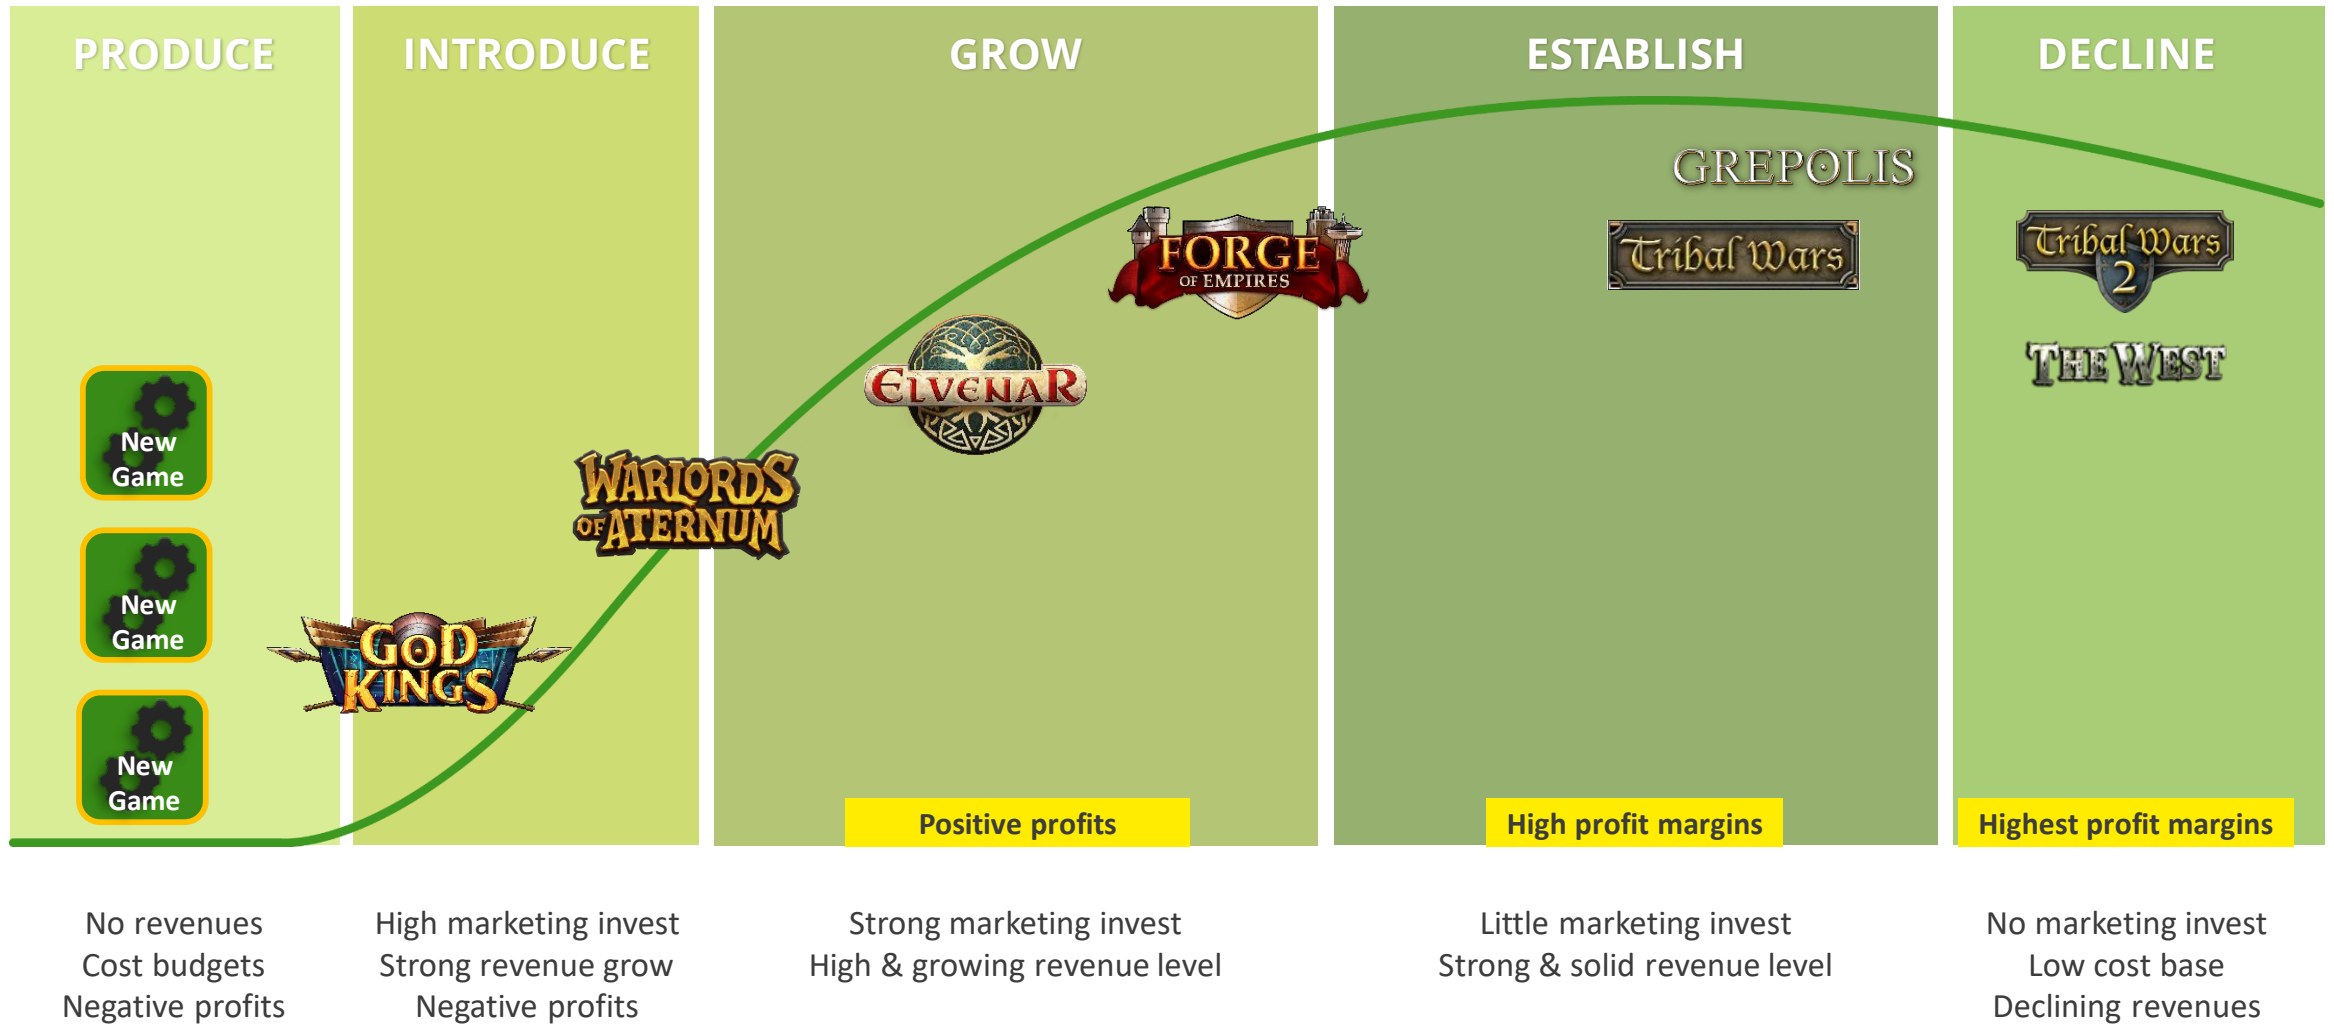 PRODUCE
INTRODUCE
GROW
ESTABLISH
DECLINE
GREPOLIS
Tribal Wars
Tribal Wars
2
THE WEST
FORGE
OF EMPIRES
ELVENAR
WARLORDS
OF ATERNUM
GOD
KINGS
New
Game
New
Game
New
Game
Positive profits
High profit margins
Highest profit margins
No revenues
Cost budgets
Negative profits
High marketing invest
Strong revenue grow
Negative profits
Strong marketing invest
High & growing revenue level
Little marketing invest
Strong & solid revenue level
No marketing invest
Low cost base
Declining revenues